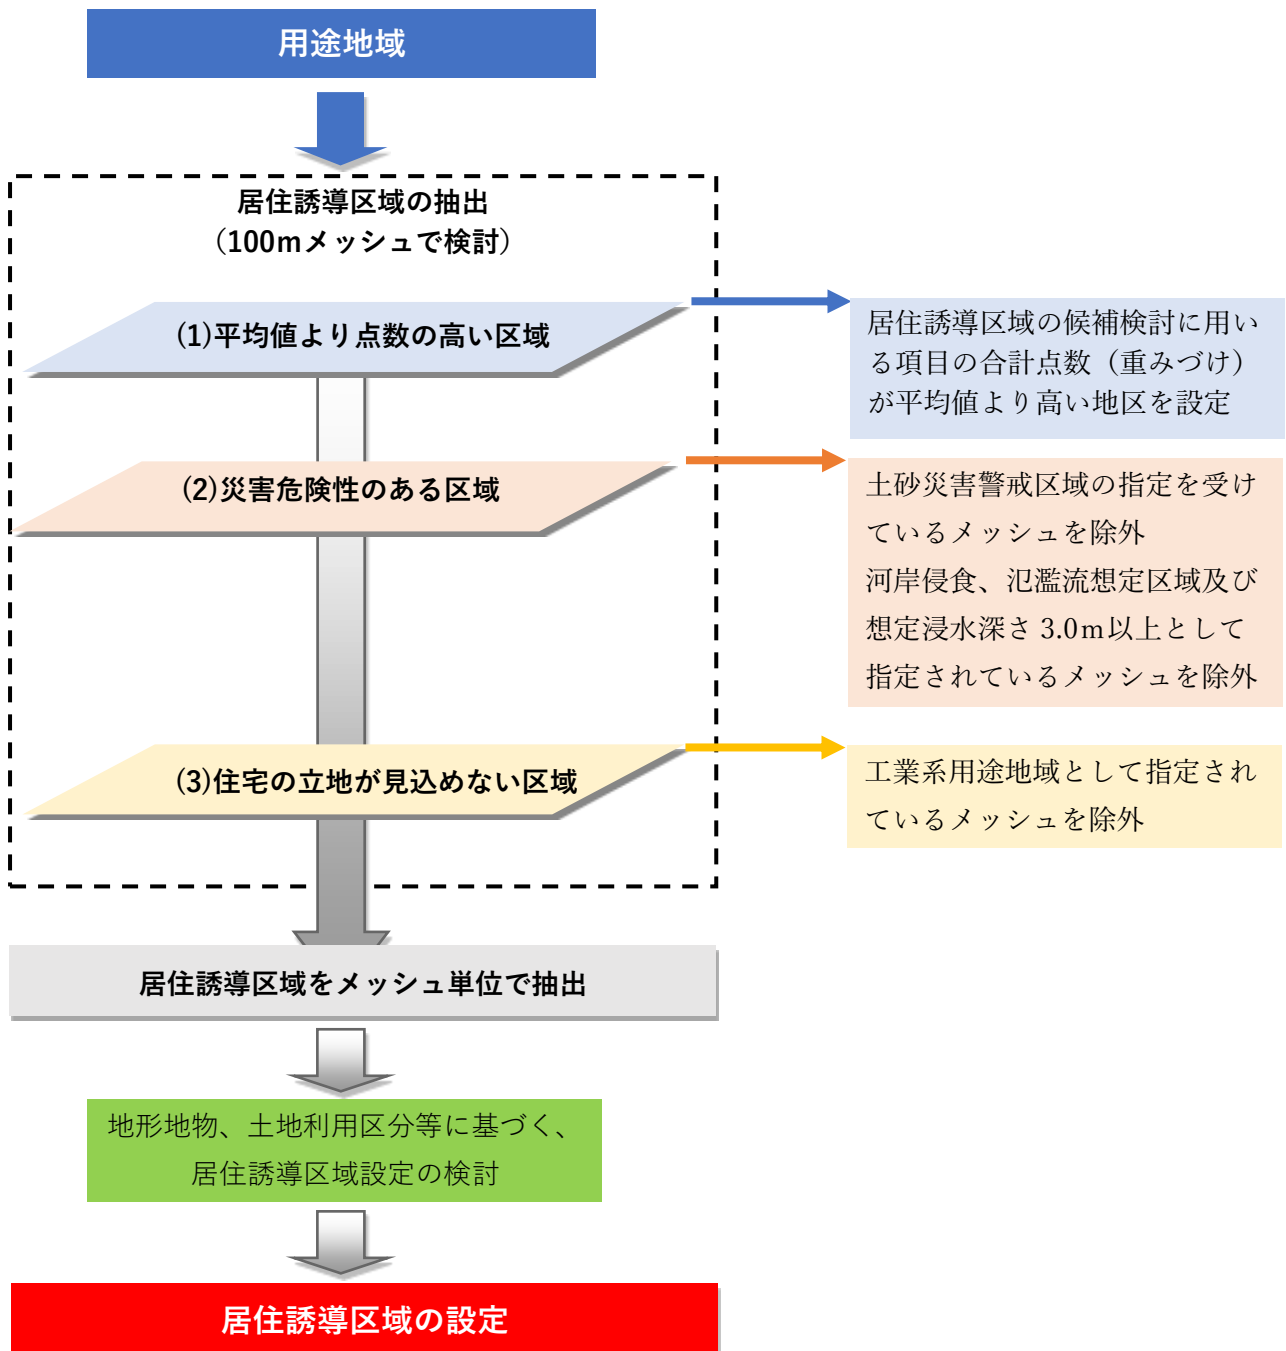 用途地域
居住誘導区域の抽出
（100ｍメッシュで検討）
(1)平均値より点数の高い区域
居住誘導区域の候補検討に用い
る項目の合計点数（重みづけ）
が平均値より高い地区を設定
(2)災害危険性のある区域
土砂災害警戒区域の指定を受け
ているメッシュを除外
河岸侵食、氾濫流想定区域及び
想定浸水深さ 3.0ｍ以上として
指定されているメッシュを除外
(3)住宅の立地が見込めない区域
工業系用途地域として指定され
ているメッシュを除外
居住誘導区域をメッシュ単位で抽出
地形地物、土地利用区分等に基づく、
居住誘導区域設定の検討
居住誘導区域の設定